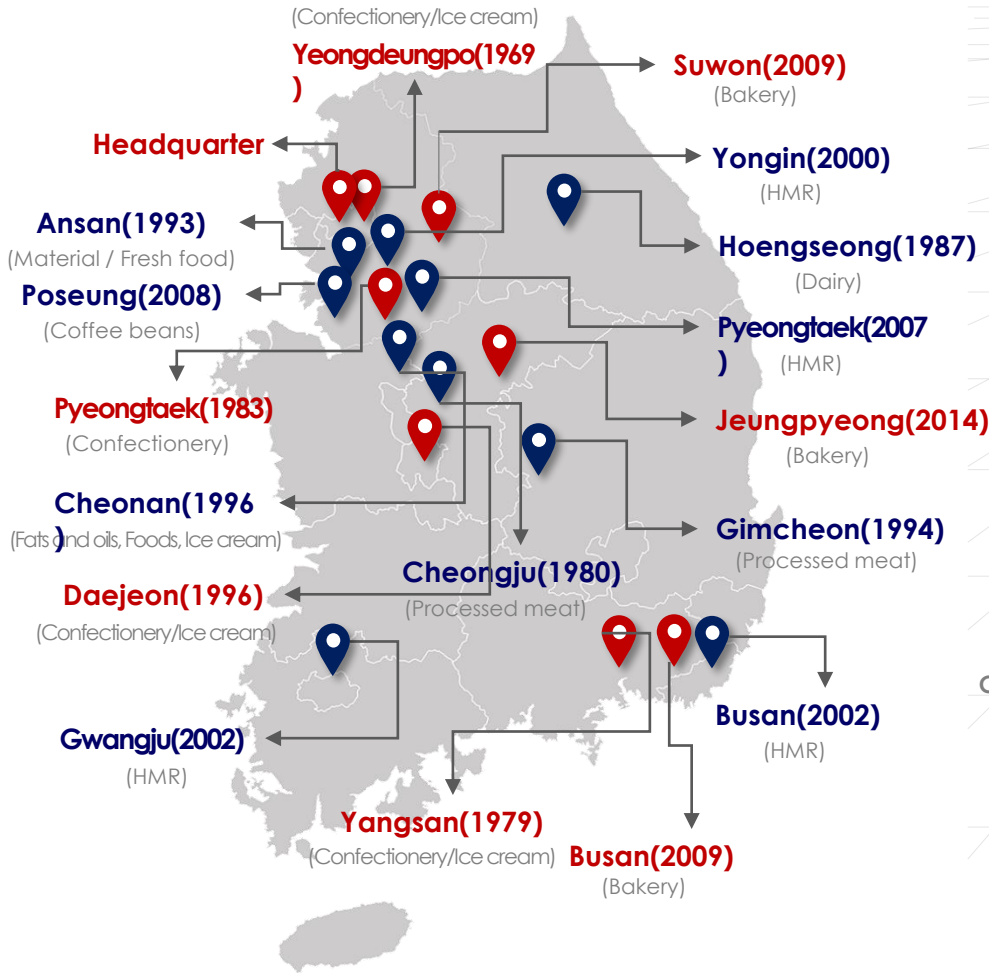 (Confectionery/Ice cream)
Yeongdeungpo(1969
)
Suwon(2009)
(Bakery)
Headquarter
Yongin(2000)
(HMR)
Ansan(1993)
(Material / Fresh food)
Hoengseong(1987)
(Dairy)
Poseung(2008)
(Coffee beans)
Pyeongtaek(2007
)
(HMR)
Pyeongtaek(1983)
(Confectionery)
Jeungpyeong(2014)
(Bakery)
Cheonan(1996
)
(Fats and oils, Foods, Ice cream)
Gimcheon(1994)
(Processed meat)
Cheongju(1980)
(Processed meat)
Daejeon(1996)
(Confectionery/Ice cream)
Busan(2002)
(HMR)
Gwangju(2002)
(HMR)
Yangsan(1979)
(Confectionery/Ice cream)
Busan(2009)
(Bakery)